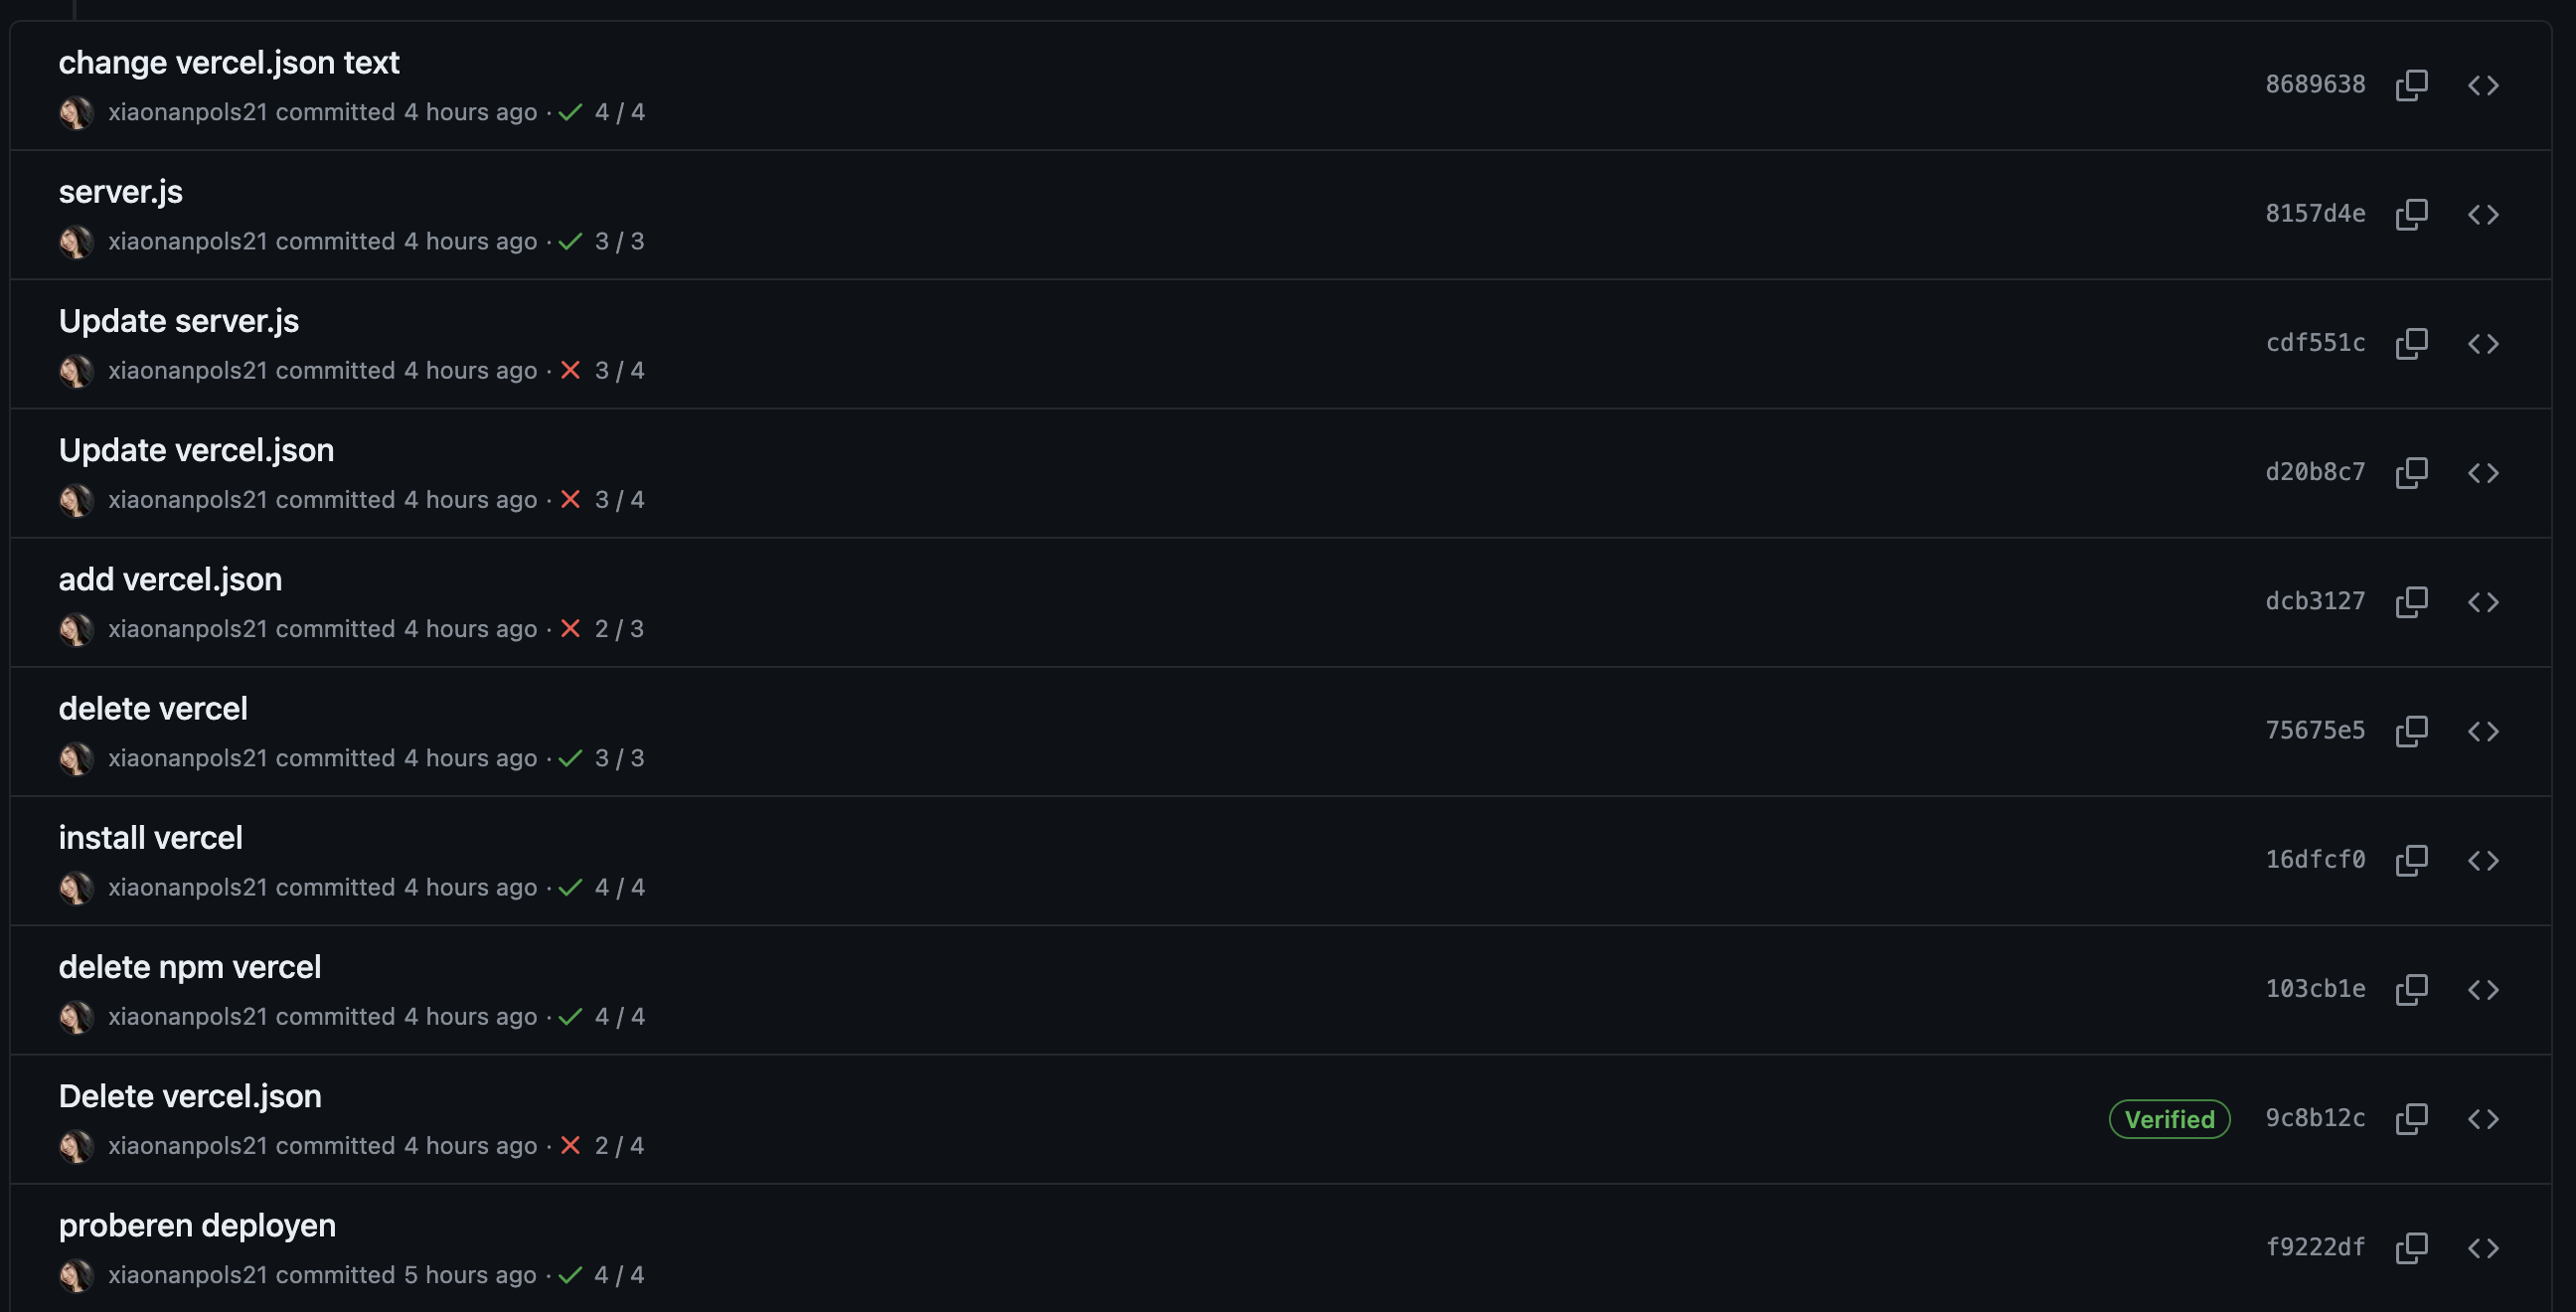 change vercel.json text
xiaonanpols21 committed 4 hours ago · 4 / 4
8689638
server.js
xiaonanpols21 committed 4 hours ago · 3 / 3
8157d4e
Update server.js
xiaonanpols21 committed 4 hours ago · 3 / 4
cdf551c
Update vercel.json
xiaonanpols21 committed 4 hours ago · 3 / 4
d20b8c7
add vercel.json
xiaonanpols21 committed 4 hours ago · 2 / 3
dcb3127
delete vercel
xiaonanpols21 committed 4 hours ago · 3 / 3
75675e5
install vercel
xiaonanpols21 committed 4 hours ago · 4 / 4
16dfcf0
delete npm vercel
xiaonanpols21 committed 4 hours ago · 4 / 4
103cb1e
Delete vercel.json
xiaonanpols21 committed 4 hours ago · 2 / 4
Verified 9c8b12c
proberen deployen
xiaonanpols21 committed 5 hours ago · 4 / 4
f9222df